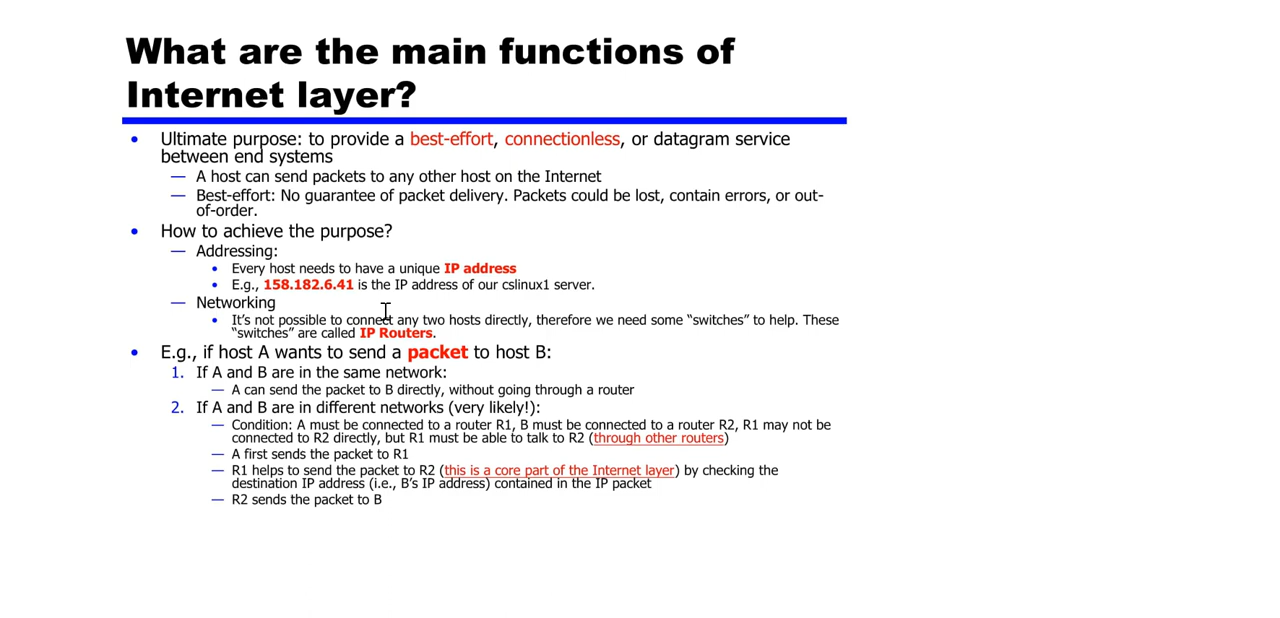 What are the main functions of
Internet layer?
• Ultimate purpose: to provide a best-effort, connectionless, or datagram service
between end systems
— A host can send packets to any other host on the Internet
— Best-effort: No guarantee of packet delivery. Packets could be lost, contain errors, or out-
of-order.
• How to achieve the purpose?
— Addressing:
• Every host needs to have a unique IP address
• E.g., 158.182.6.41 is the IP address of our cslinux1 server.
— Networking
• It's not possible to connect any two hosts directly, therefore we need some “switches” to help. These
“switches” are called IP Routers.
• E.g., if host A wants to send a packet to host B:
1. If A and B are in the same network:
— A can send the packet to B directly, without going through a router
2. If A and B are in different networks (very likely!):
— Condition: A must be connected to a router R1, B must be connected to a router R2, R1 may not be
connected to R2 directly, but R1 must be able to talk to R2 (through other routers)
— A first sends the packet to R1
— R1 helps to send the packet to R2 (this is a core part of the Internet layer) by checking the
destination IP address (i.e., B's IP address) contained in the IP packet
— R2 sends the packet to B